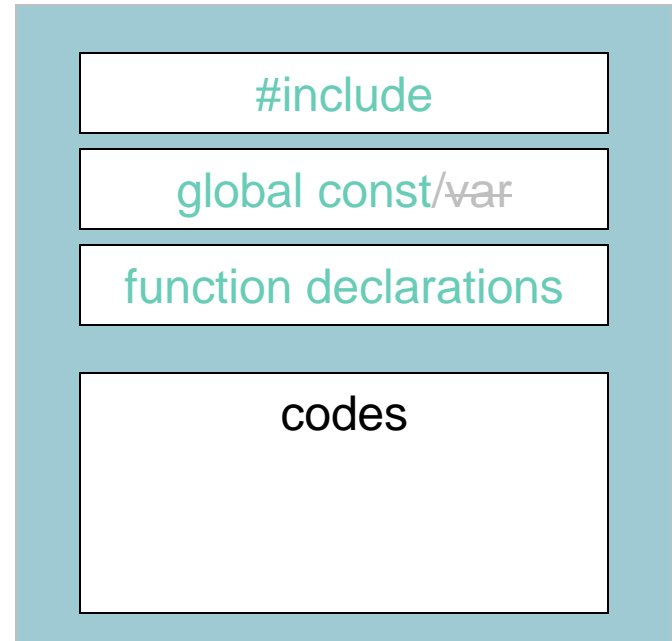 #include
global const/var
function declarations
codes